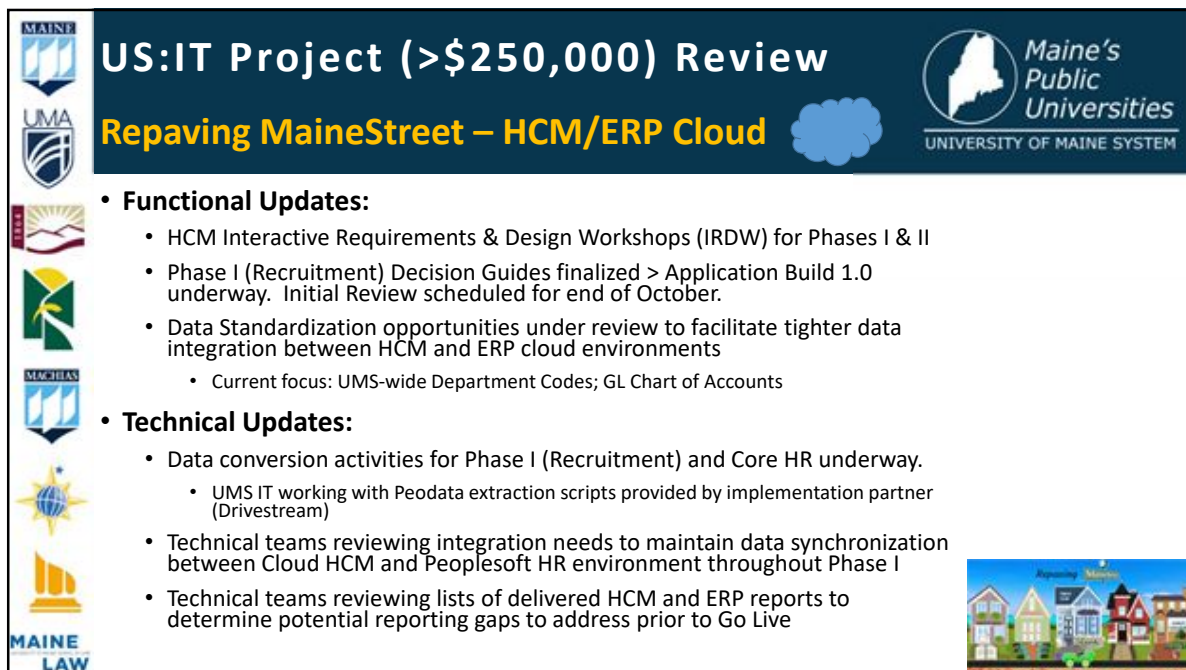 MAINE
US:IT Project (>$250,000) Review
Maine's
Public
Universities
UNIVERSITY OF MAINE SYSTEM
UMA
Repaving MaineStreet – HCM/ERP Cloud
1864
MACHIAS
MAINE
LAW
• Functional Updates:
• HCM Interactive Requirements & Design Workshops (IRDW) for Phases I & II
• Phase I (Recruitment) Decision Guides finalized > Application Build 1.0
underway.  Initial Review scheduled for end of October.
• Data Standardization opportunities under review to facilitate tighter data
integration between HCM and ERP cloud environments
• Current focus: UMS-wide Department Codes; GL Chart of Accounts
• Technical Updates:
• Data conversion activities for Phase I (Recruitment) and Core HR underway.
• UMS IT working with Peodata extraction scripts provided by implementation partner
(Drivestream)
• Technical teams reviewing integration needs to maintain data synchronization
between Cloud HCM and Peoplesoft HR environment throughout Phase I
• Technical teams reviewing lists of delivered HCM and ERP reports to
determine potential reporting gaps to address prior to Go Live
Repaving